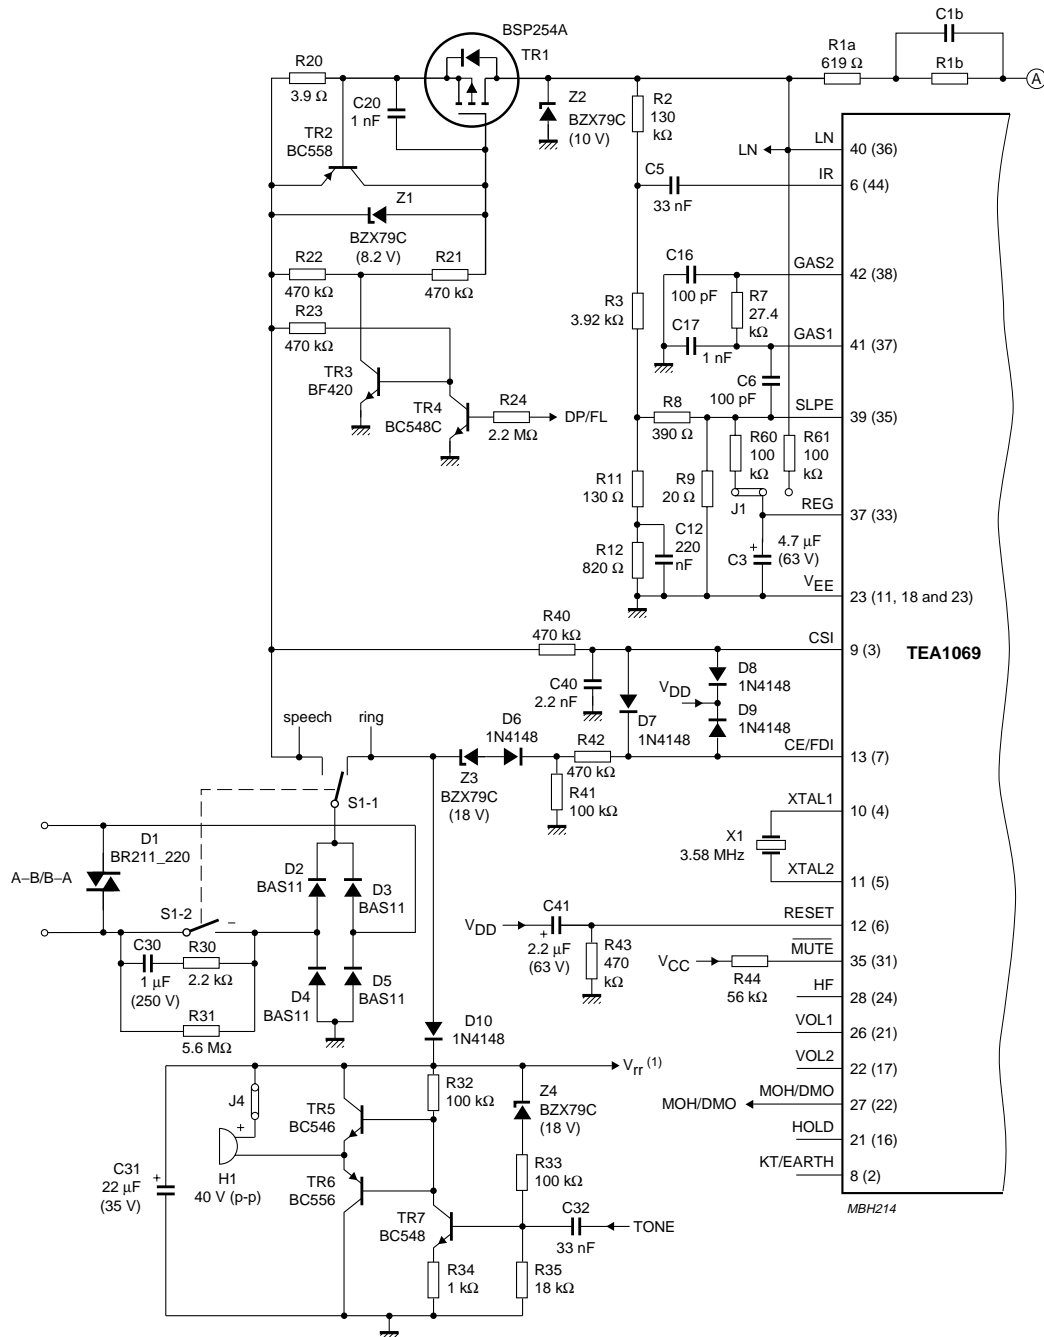 C1b
BSP254A
TR1
R20
3.9 Ω
C20
1 nF
Z2
BZX79C
(10 V)
R2
130
kΩ
R1a
619 Ω
R1b
A
TR2
BC558
LN
LN
40 (36)
C5
33 nF
IR
6 (44)
Z1
BZX79C
(8.2 V)
R22
470 kΩ
R21
470 kΩ
C16
100 pF
GAS2
42 (38)
R3
3.92 kΩ
R7
27.4
kΩ
R23
470 kΩ
C17
1 nF
GAS1
41 (37)
TR3
BF420
C6
100 pF
TR4
BC548C
R24
2.2 MΩ
DP/FL
R8
390 Ω
SLPE
39 (35)
R60
100
kΩ
R61
100
kΩ
R11
130 Ω
R9
20 Ω
J1
REG
37 (33)
R12
820 Ω
C12
220
nF
C3
+
4.7 µF
(63 V)
VEE
23 (11, 18 and 23)
R40
470 kΩ
CSI
9 (3)
TEA1069
C40
2.2 nF
D8
1N4148
VDD
D9
1N4148
D7
1N4148
speech
ring
D6
1N4148
R42
470 kΩ
CE/FDI
13 (7)
Z3
BZX79C
(18 V)
R41
100 kΩ
S1-1
XTAL1
10 (4)
X1
3.58 MHz
XTAL2
11 (5)
D1
BR211_220
A–B/B–A
D2
BAS11
D3
BAS11
S1-2
–
C41
+
2.2 µF
(63 V)
VDD
RESET
12 (6)
C30
1 µF
(250 V)
R30
2.2 kΩ
R43
470
kΩ
VCC
MUTE
35 (31)
R44
56 kΩ
D4
BAS11
D5
BAS11
HF
28 (24)
R31
5.6 MΩ
D10
1N4148
VOL1
26 (21)
Vrr (1)
VOL2
22 (17)
J4
R32
100 kΩ
Z4
BZX79C
(18 V)
MOH/DMO
MOH/DMO
27 (22)
TR5
BC546
+
HOLD
21 (16)
H1
40 V (p-p)
KT/EARTH
8 (2)
C31
22 µF
(35 V)
+
TR6
BC556
R33
100 kΩ
MBH214
TR7
BC548
C32
33 nF
TONE
R34
1 kΩ
R35
18 kΩ